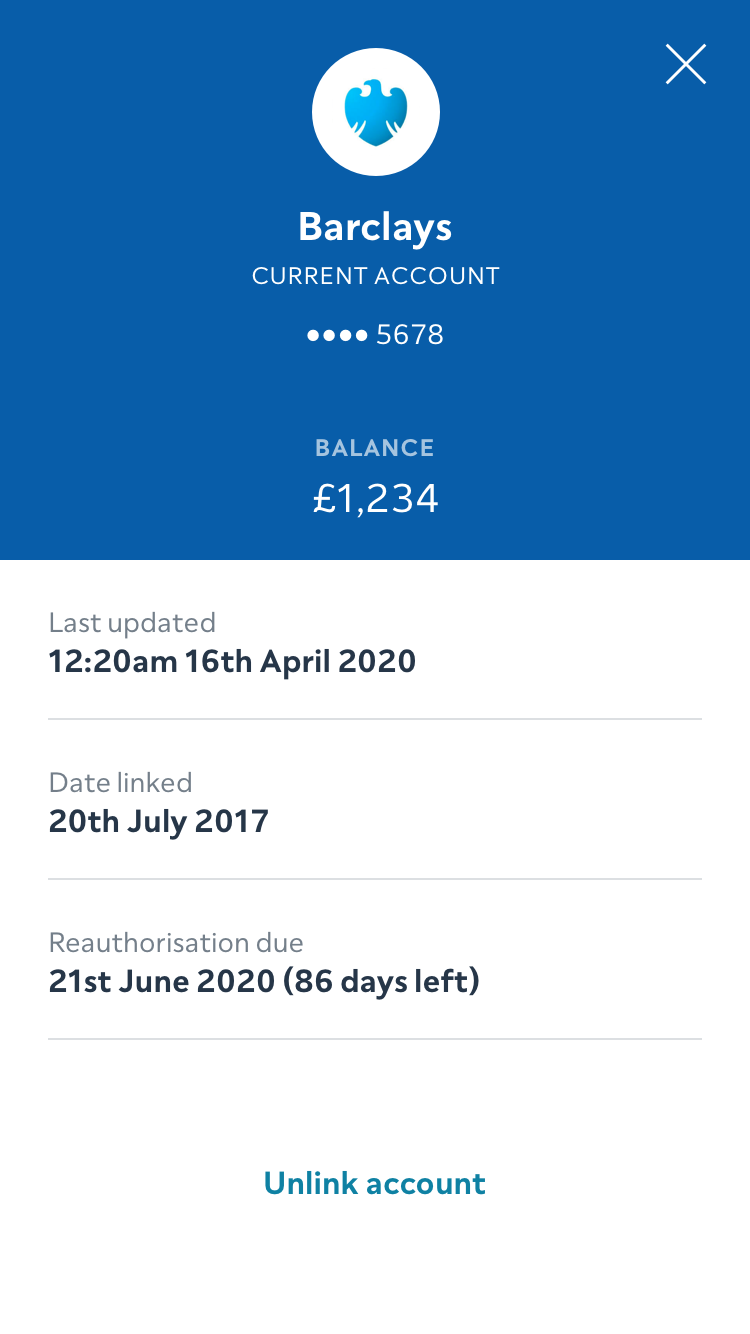 Barclays
CURRENT ACCOUNT
•••• 5678
BALANCE
£1,234
Last updated
12:20am 16th April 2020
Date linked
20th July 2017
Reauthorisation due
21st June 2020 (86 days left)
Unlink account